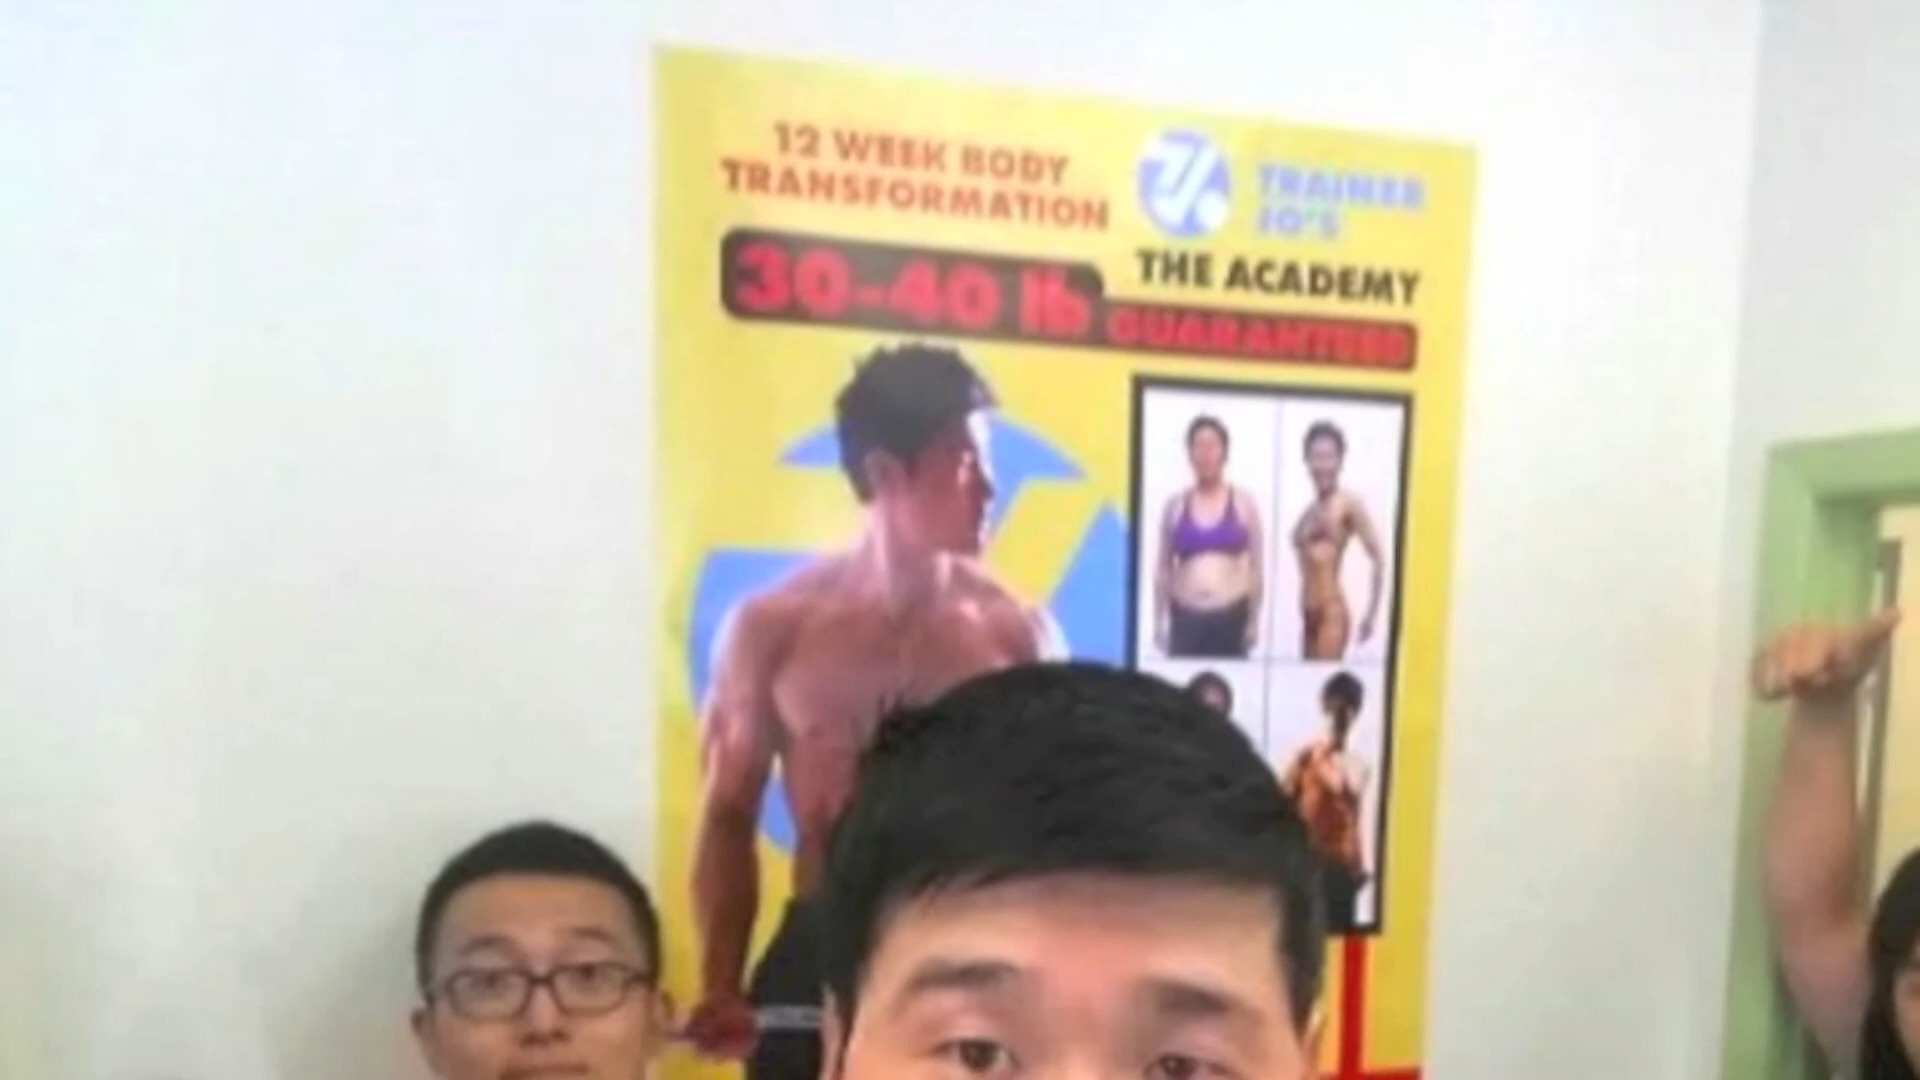 12 WEEK BODY
TRANSFORMATION
TRAINER
JO'S
THE ACADEMY
30-40 lb GUARANTEED